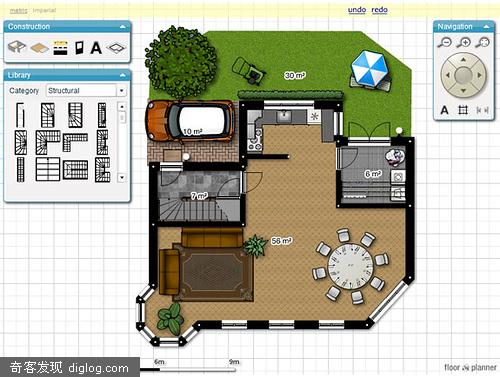 metric imperial
undo redo
Construction
A
Library
Category Structural
Navigation
A
30 m²
10 m²
6 m²
7 m²
56 m²
6m 9m
奇客发现 diglog.com
floor planner